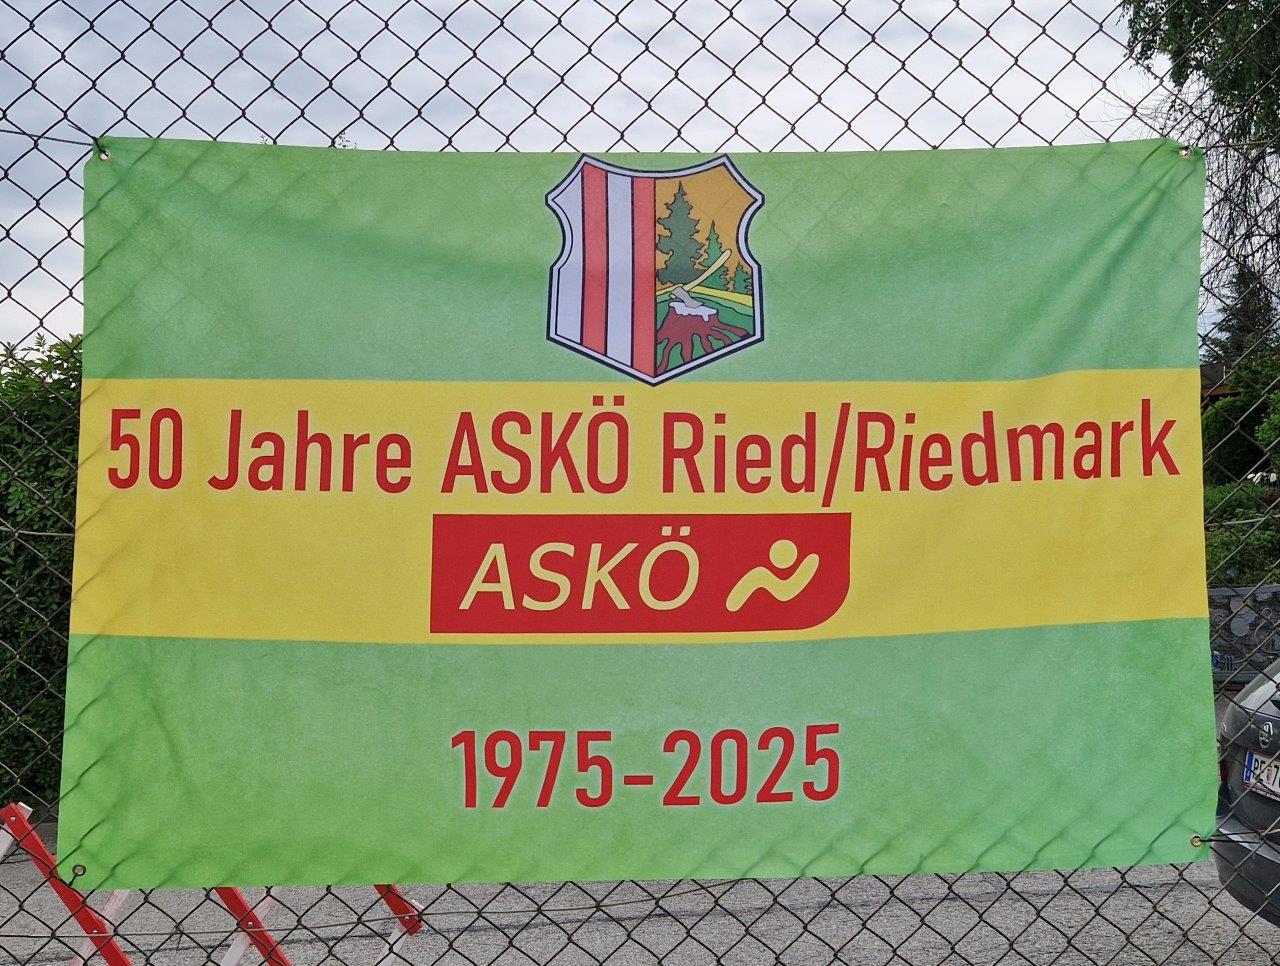 50 Jahre ASKÖ Ried/Riedmark
ASKÖ
1975-2025